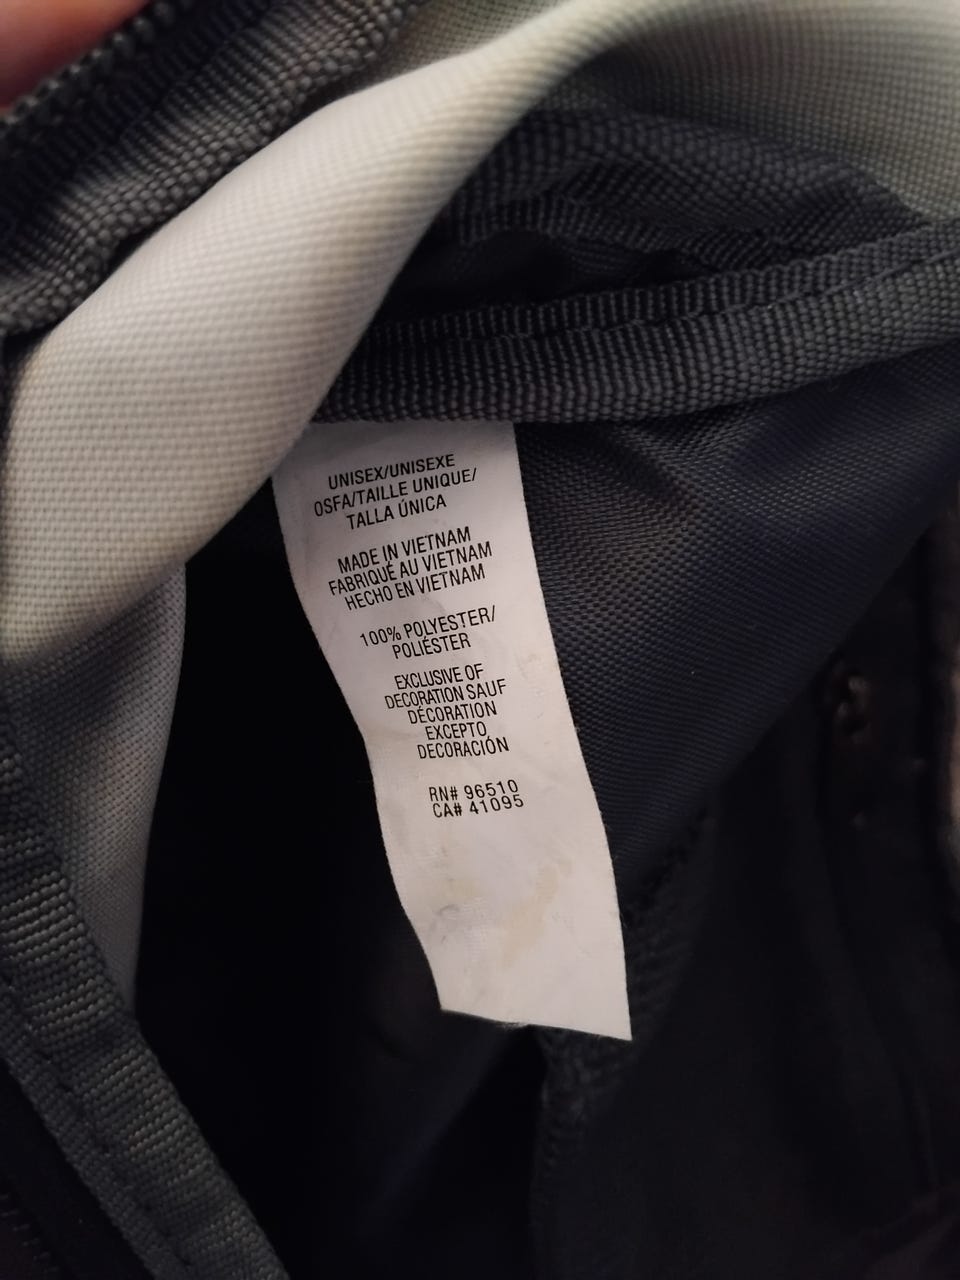 UNISEX/UNISEXE
OSFA/TAILLE UNIQUE/
TALLA ÚNICA
MADE IN VIETNAM
FABRIQUÉ AU VIETNAM
HECHO EN VIETNAM
100% POLYESTER/
POLIÉSTER
EXCLUSIVE OF
DECORATION SAUF
DÉCORATION
EXCEPTO
DECORACIÓN
RN# 96510
CA# 41095